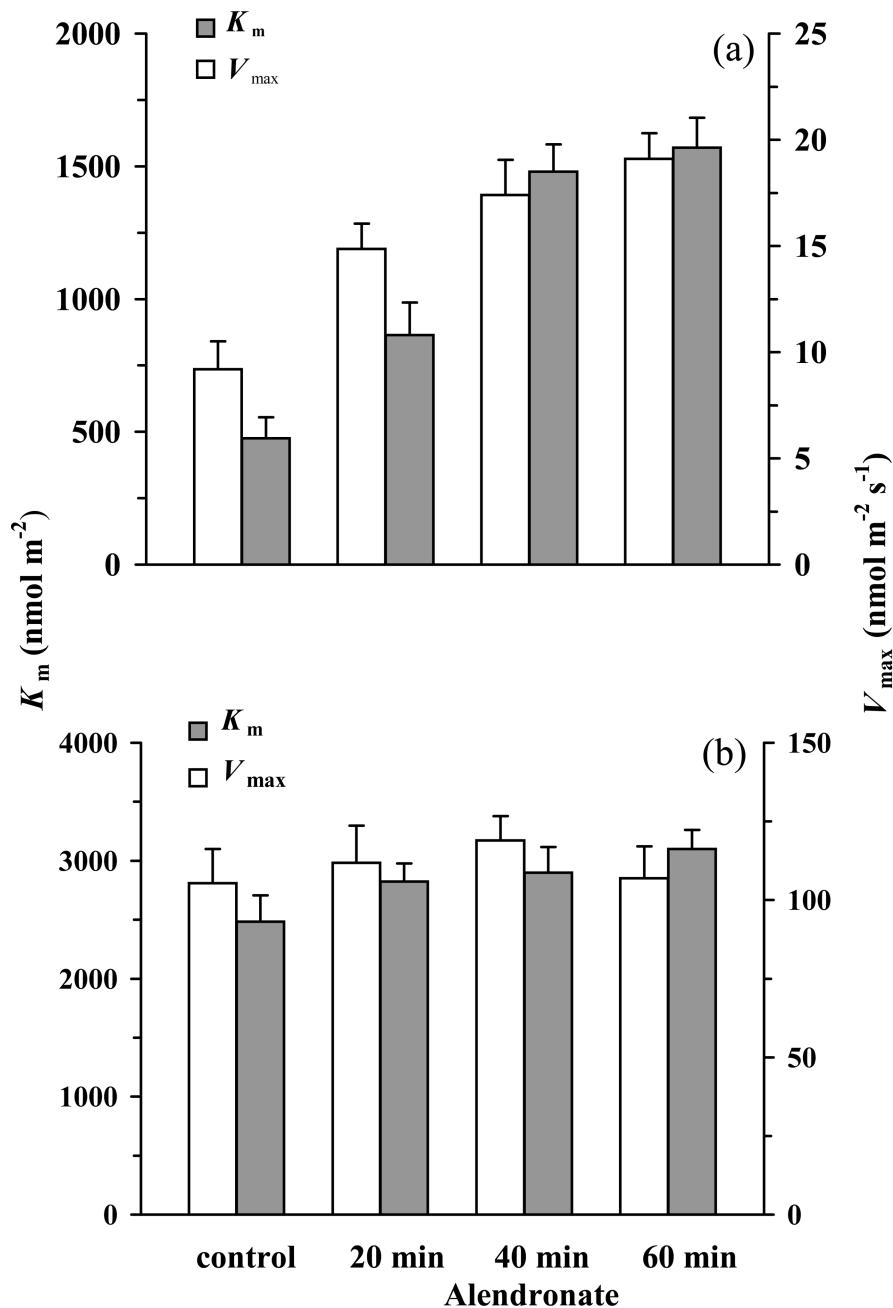 K m
V max
(a)
2000
1500
1000
500
0
25
20
15
10
5
0
K m (nmol m-2)
V max (nmol m-2 s-1)
K m
V max
(b)
4000
3000
2000
1000
0
150
100
50
0
control 20 min 40 min 60 min
Alendronate